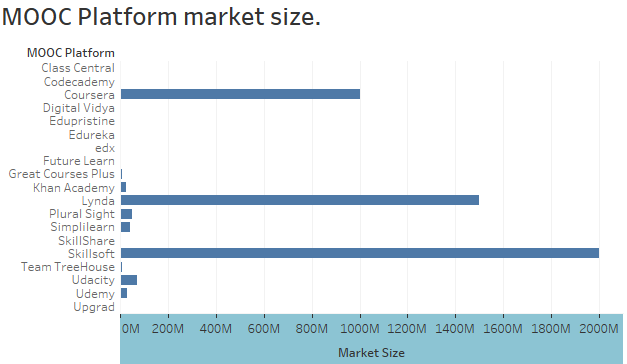 MOOC Platform market size.
MOOC Platform
Class Central
Codecademy
Coursera
Digital Vidya
Edupristine
Edureka
edx
Future Learn
Great Courses Plus
Khan Academy
Lynda
Plural Sight
Simplilearn
SkillShare
Skillsoft
Team TreeHouse
Udacity
Udemy
Upgrad
0M 200M 400M 600M 800M 1000M 1200M 1400M 1600M 1800M 2000M
Market Size